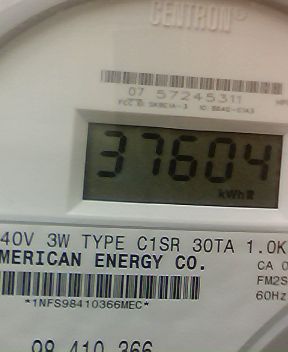 CENTRON®
07 57245311
37604
kWh
40V 3W TYPE C1SR 30TA 1.0K
MERICAN ENERGY CO.
CA 0
FM2S
60Hz
*1NFS98410366MEC*
98 410 366